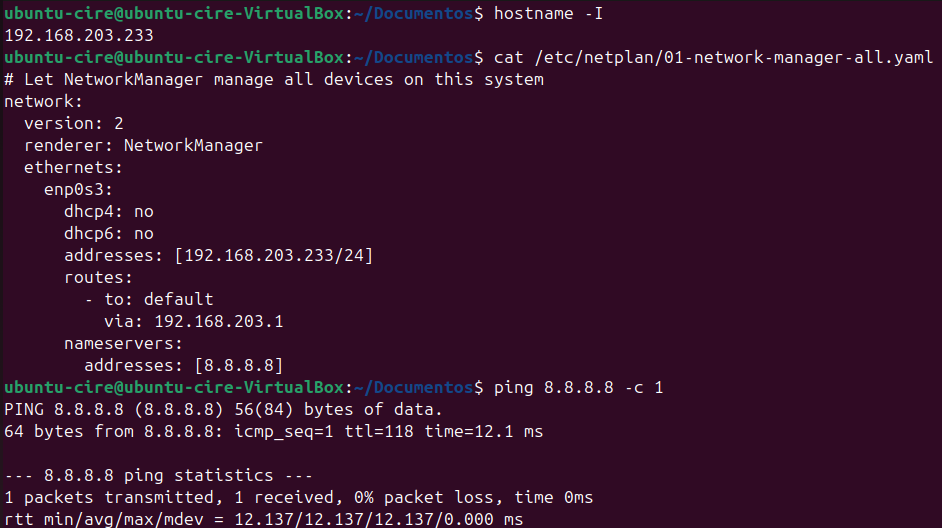 ubuntu-cire@ubuntu-cire-VirtualBox:~/Documentos$ hostname -I
192.168.203.233
ubuntu-cire@ubuntu-cire-VirtualBox:~/Documentos$ cat /etc/netplan/01-network-manager-all.yaml
# Let NetworkManager manage all devices on this system
network:
  version: 2
  renderer: NetworkManager
  ethernets:
    enp0s3:
      dhcp4: no
      dhcp6: no
      addresses: [192.168.203.233/24]
      routes:
        - to: default
          via: 192.168.203.1
      nameservers:
        addresses: [8.8.8.8]
ubuntu-cire@ubuntu-cire-VirtualBox:~/Documentos$ ping 8.8.8.8 -c 1
PING 8.8.8.8 (8.8.8.8) 56(84) bytes of data.
64 bytes from 8.8.8.8: icmp_seq=1 ttl=118 time=12.1 ms

--- 8.8.8.8 ping statistics ---
1 packets transmitted, 1 received, 0% packet loss, time 0ms
rtt min/avg/max/mdev = 12.137/12.137/12.137/0.000 ms